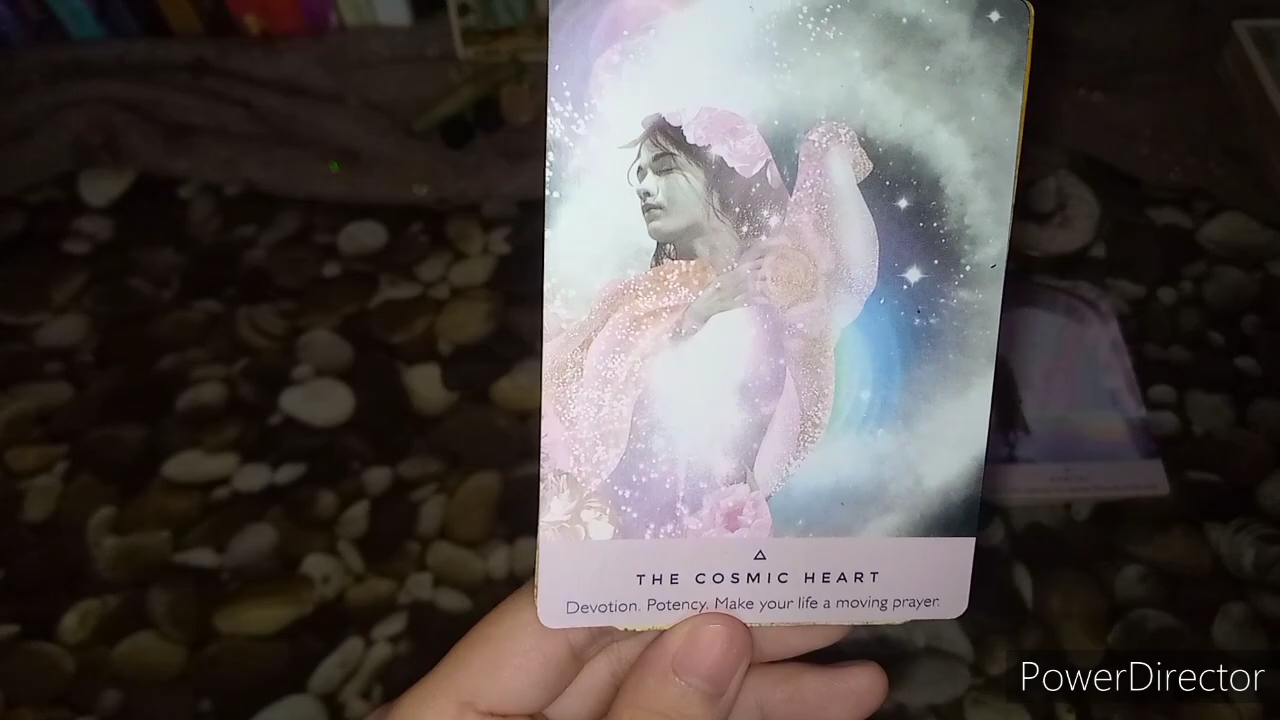 THE COSMIC HEART
Devotion. Potency. Make your life a moving prayer.
PowerDirector